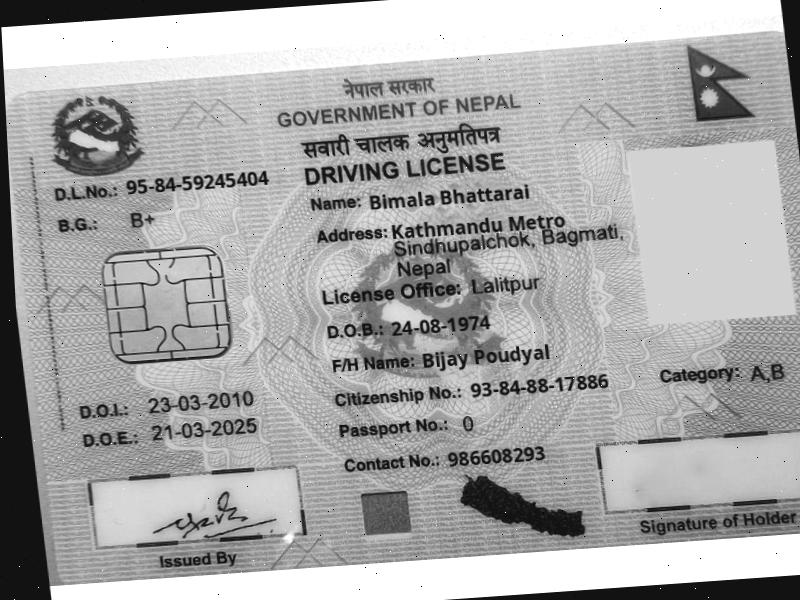 नेपाल सरकार
GOVERNMENT OF NEPAL
सवारी चालक अनुमतिपत्र
DRIVING LICENSE
D.L.No.: 95-84-59245404
B.G.: B+
Name: Bimala Bhattarai
Address: Kathmandu Metro
Sindhupalchok, Bagmati,
Nepal
License Office: Lalitpur
D.O.B.: 24-08-1974
F/H Name: Bijay Poudyal
Citizenship No.: 93-84-88-17886
Category: A,B
D.O.I.: 23-03-2010
D.O.E.: 21-03-2025
Passport No.: 0
Contact No.: 986608293
Issued By
Signature of Holder